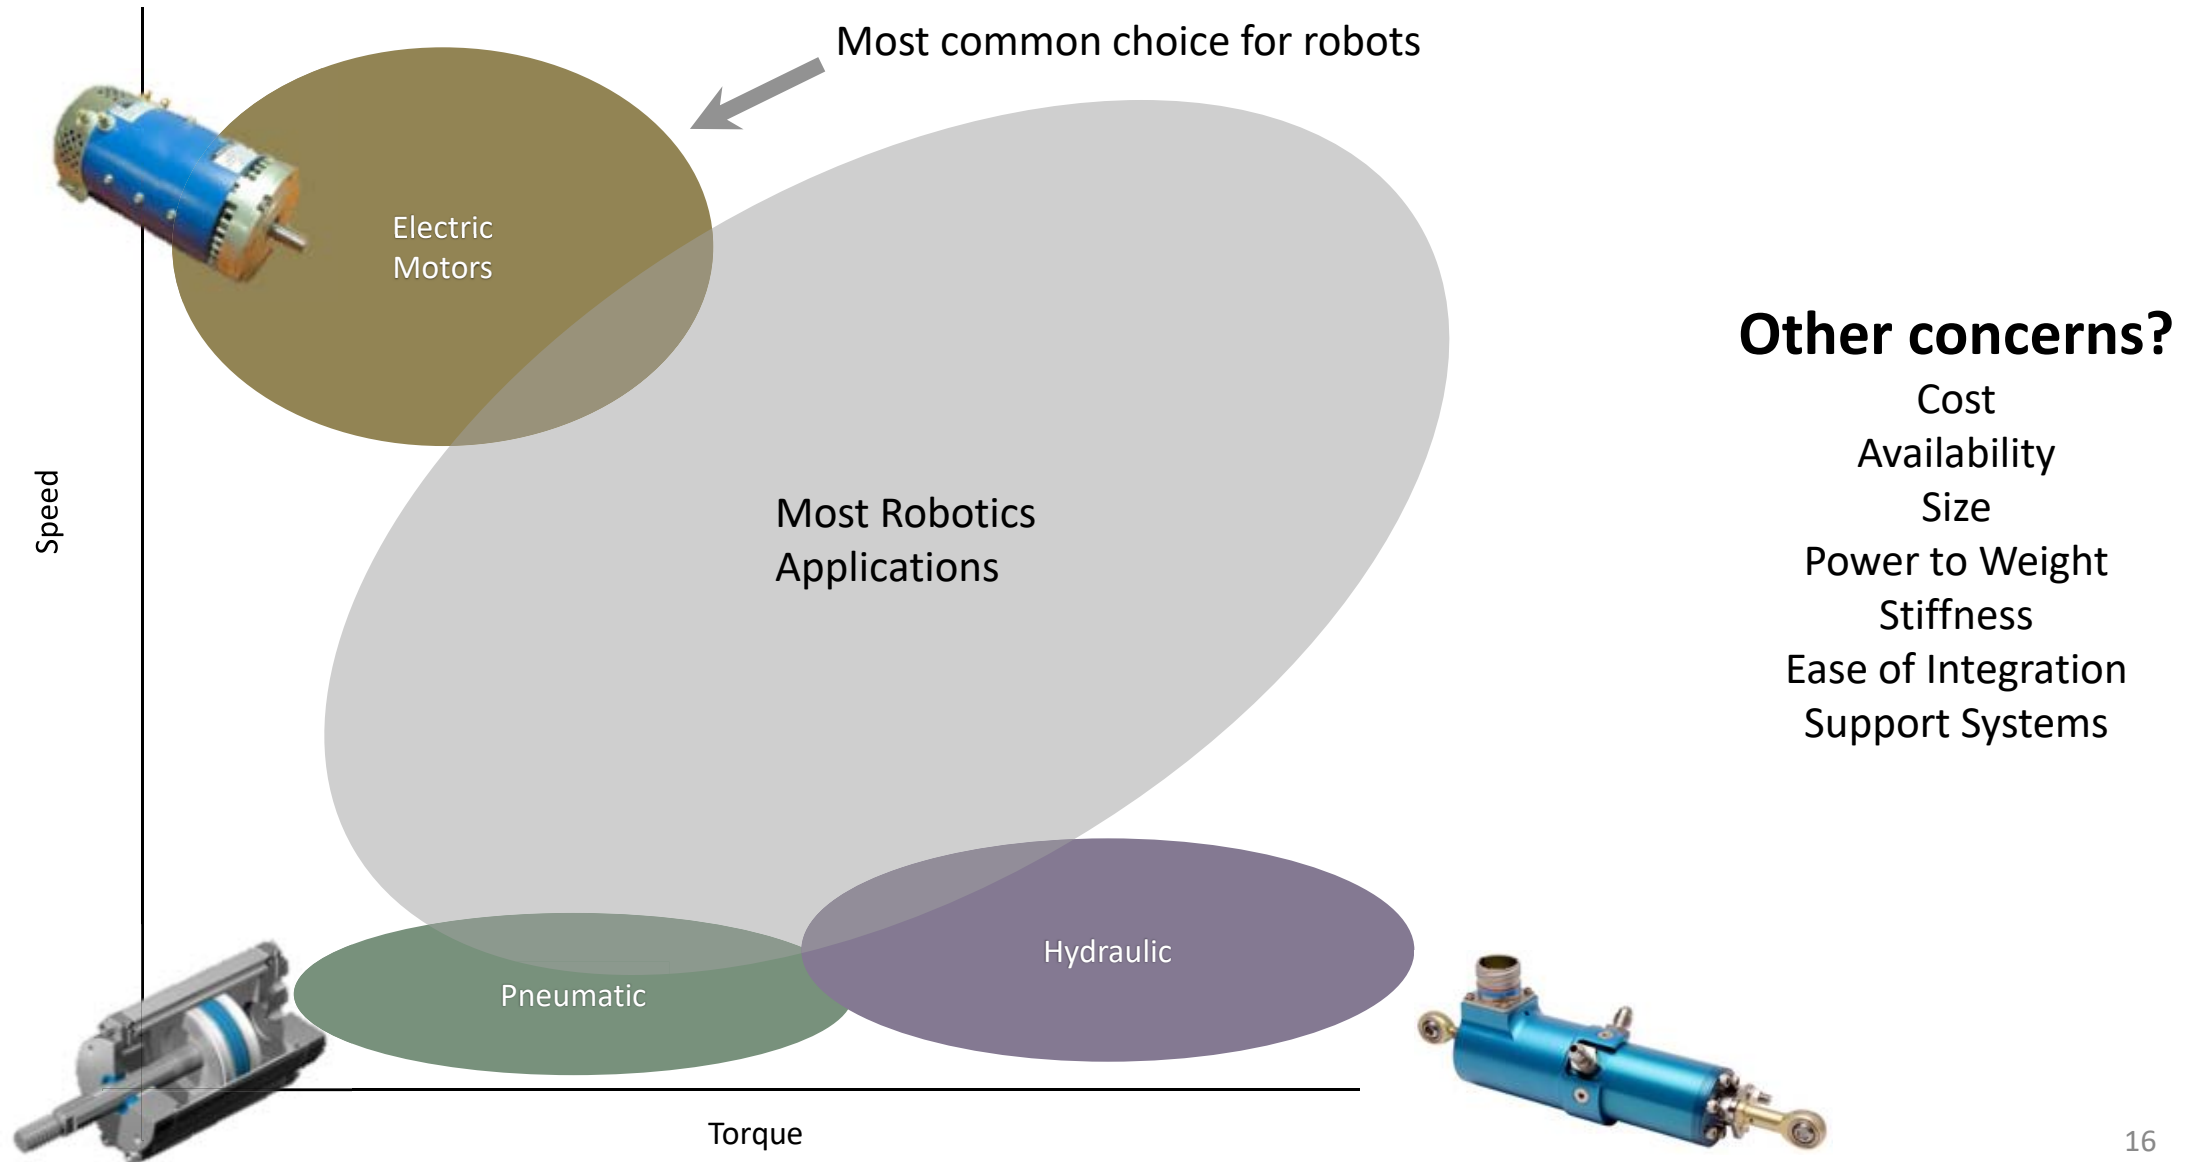 Most common choice for robots
Electric
Motors
Other concerns?
Cost
Availability
Size
Power to Weight
Stiffness
Ease of Integration
Support Systems
Speed
Most Robotics
Applications
Hydraulic
Pneumatic
Torque
16